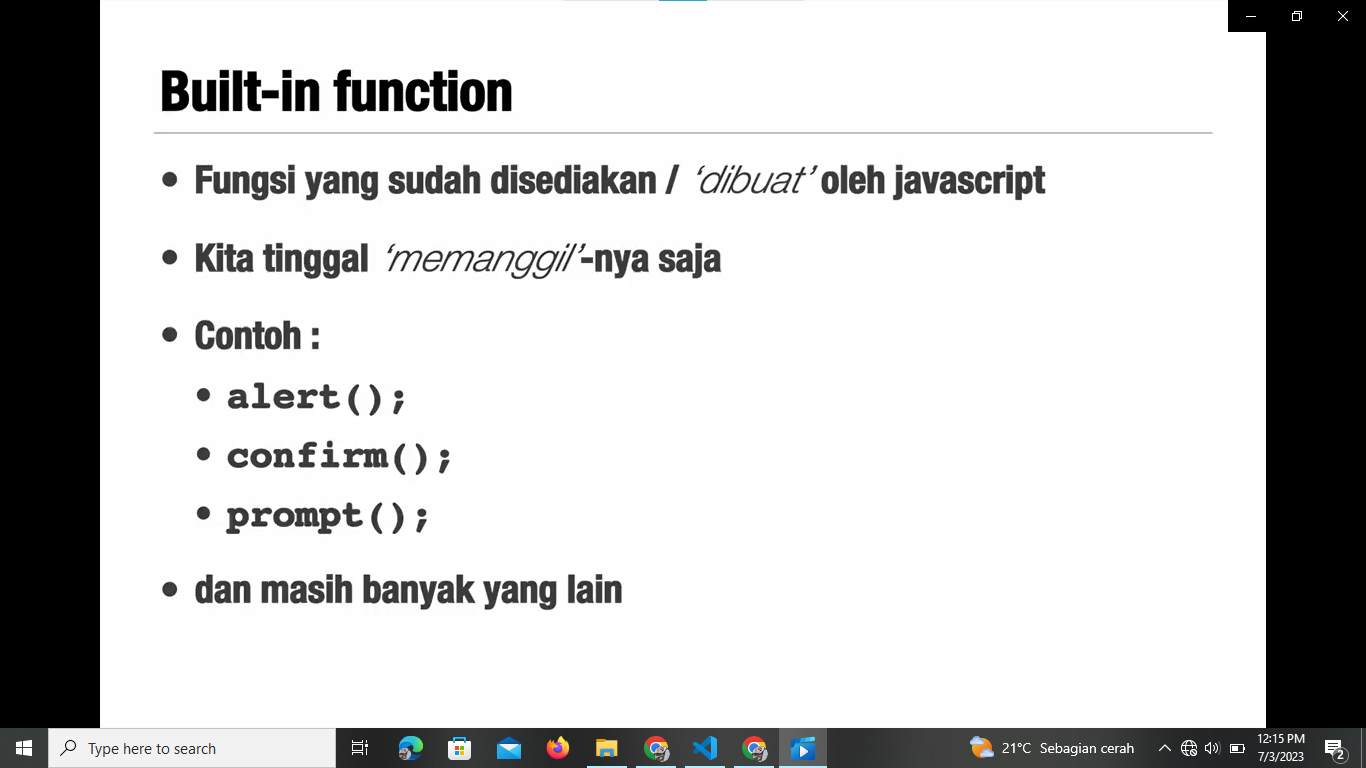 Built-in function
• Fungsi yang sudah disediakan / ‘dibuat’ oleh javascript
• Kita tinggal ‘memanggil’-nya saja
• Contoh :
• alert();
• confirm();
• prompt();
• dan masih banyak yang lain
Type here to search
21°C Sebagian cerah
12:15 PM
7/3/2023
2